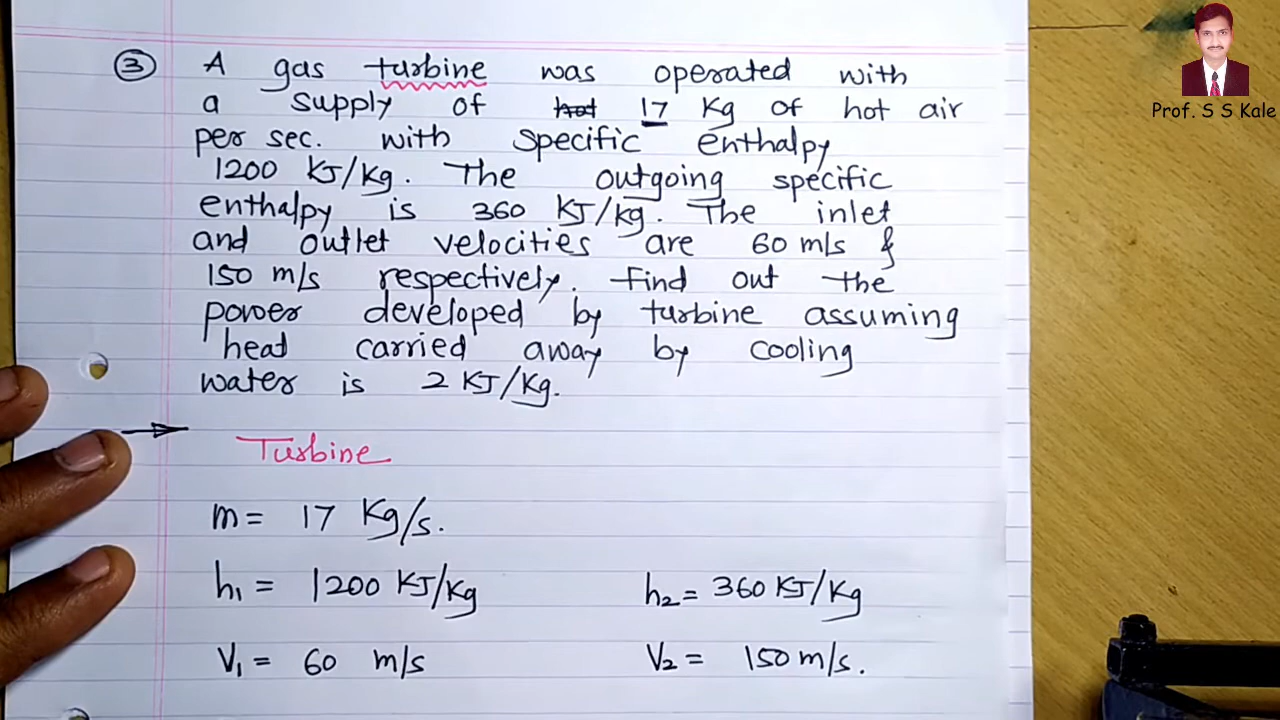 Prof. S S Kale
③ A gas turbine was operated with
a supply of hot 17 Kg of hot air
per sec. with specific enthalpy
1200 KJ/Kg. The outgoing specific
enthalpy is 360 KJ/kg. The inlet
and outlet velocities are 60 m/s &
150 m/s respectively. Find out the
power developed by turbine assuming
heat carried away by cooling
water is 2 KJ/Kg.
→ Turbine
m = 17 Kg/s.
h₁ = 1200 KJ/Kg h₂ = 360 KJ/Kg
V₁ = 60 m/s V₂ = 150 m/s.